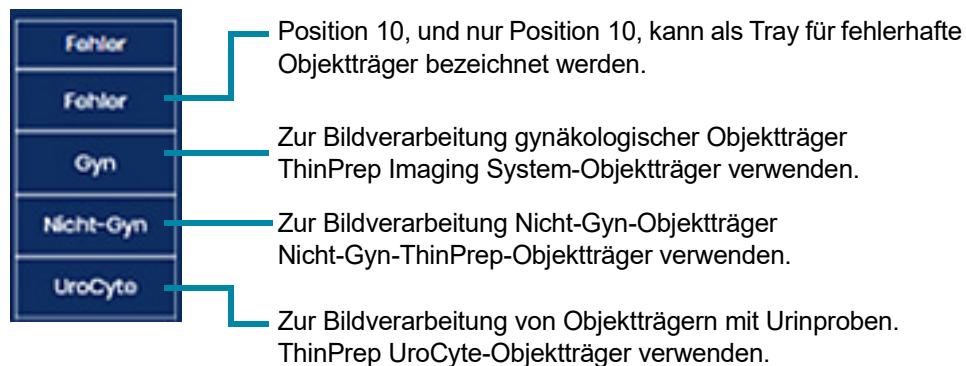 Fehler
Position 10, und nur Position 10, kann als Tray für fehlerhafte
Objektträger bezeichnet werden.
Fehler
Gyn
Zur Bildverarbeitung gynäkologischer Objektträger
ThinPrep Imaging System-Objektträger verwenden.
Nicht-Gyn
Zur Bildverarbeitung Nicht-Gyn-Objektträger
Nicht-Gyn-ThinPrep-Objektträger verwenden.
UroCyte
Zur Bildverarbeitung von Objektträgern mit Urinproben.
ThinPrep UroCyte-Objektträger verwenden.